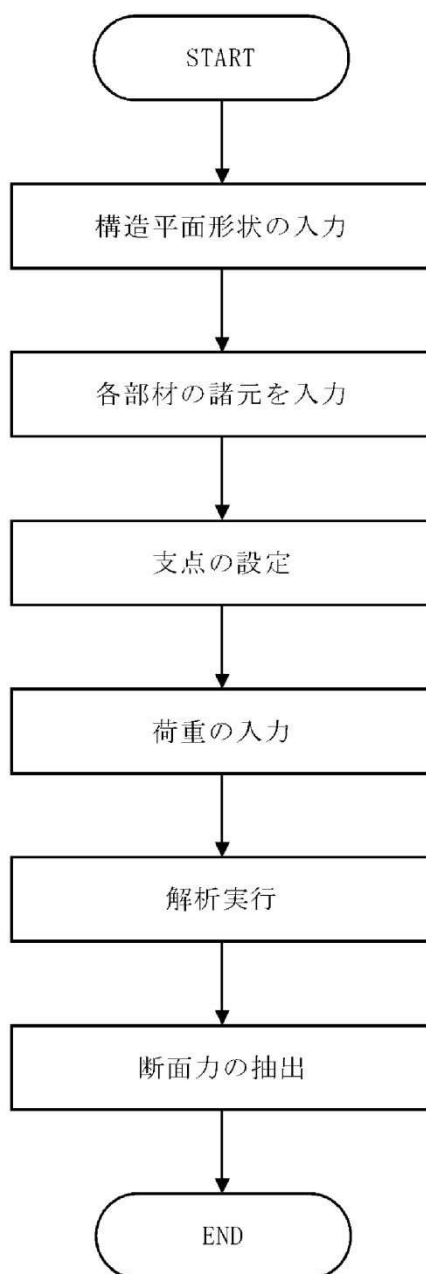 START
構造平面形状の入力
各部材の諸元を入力
支点の設定
荷重の入力
解析実行
断面力の抽出
END